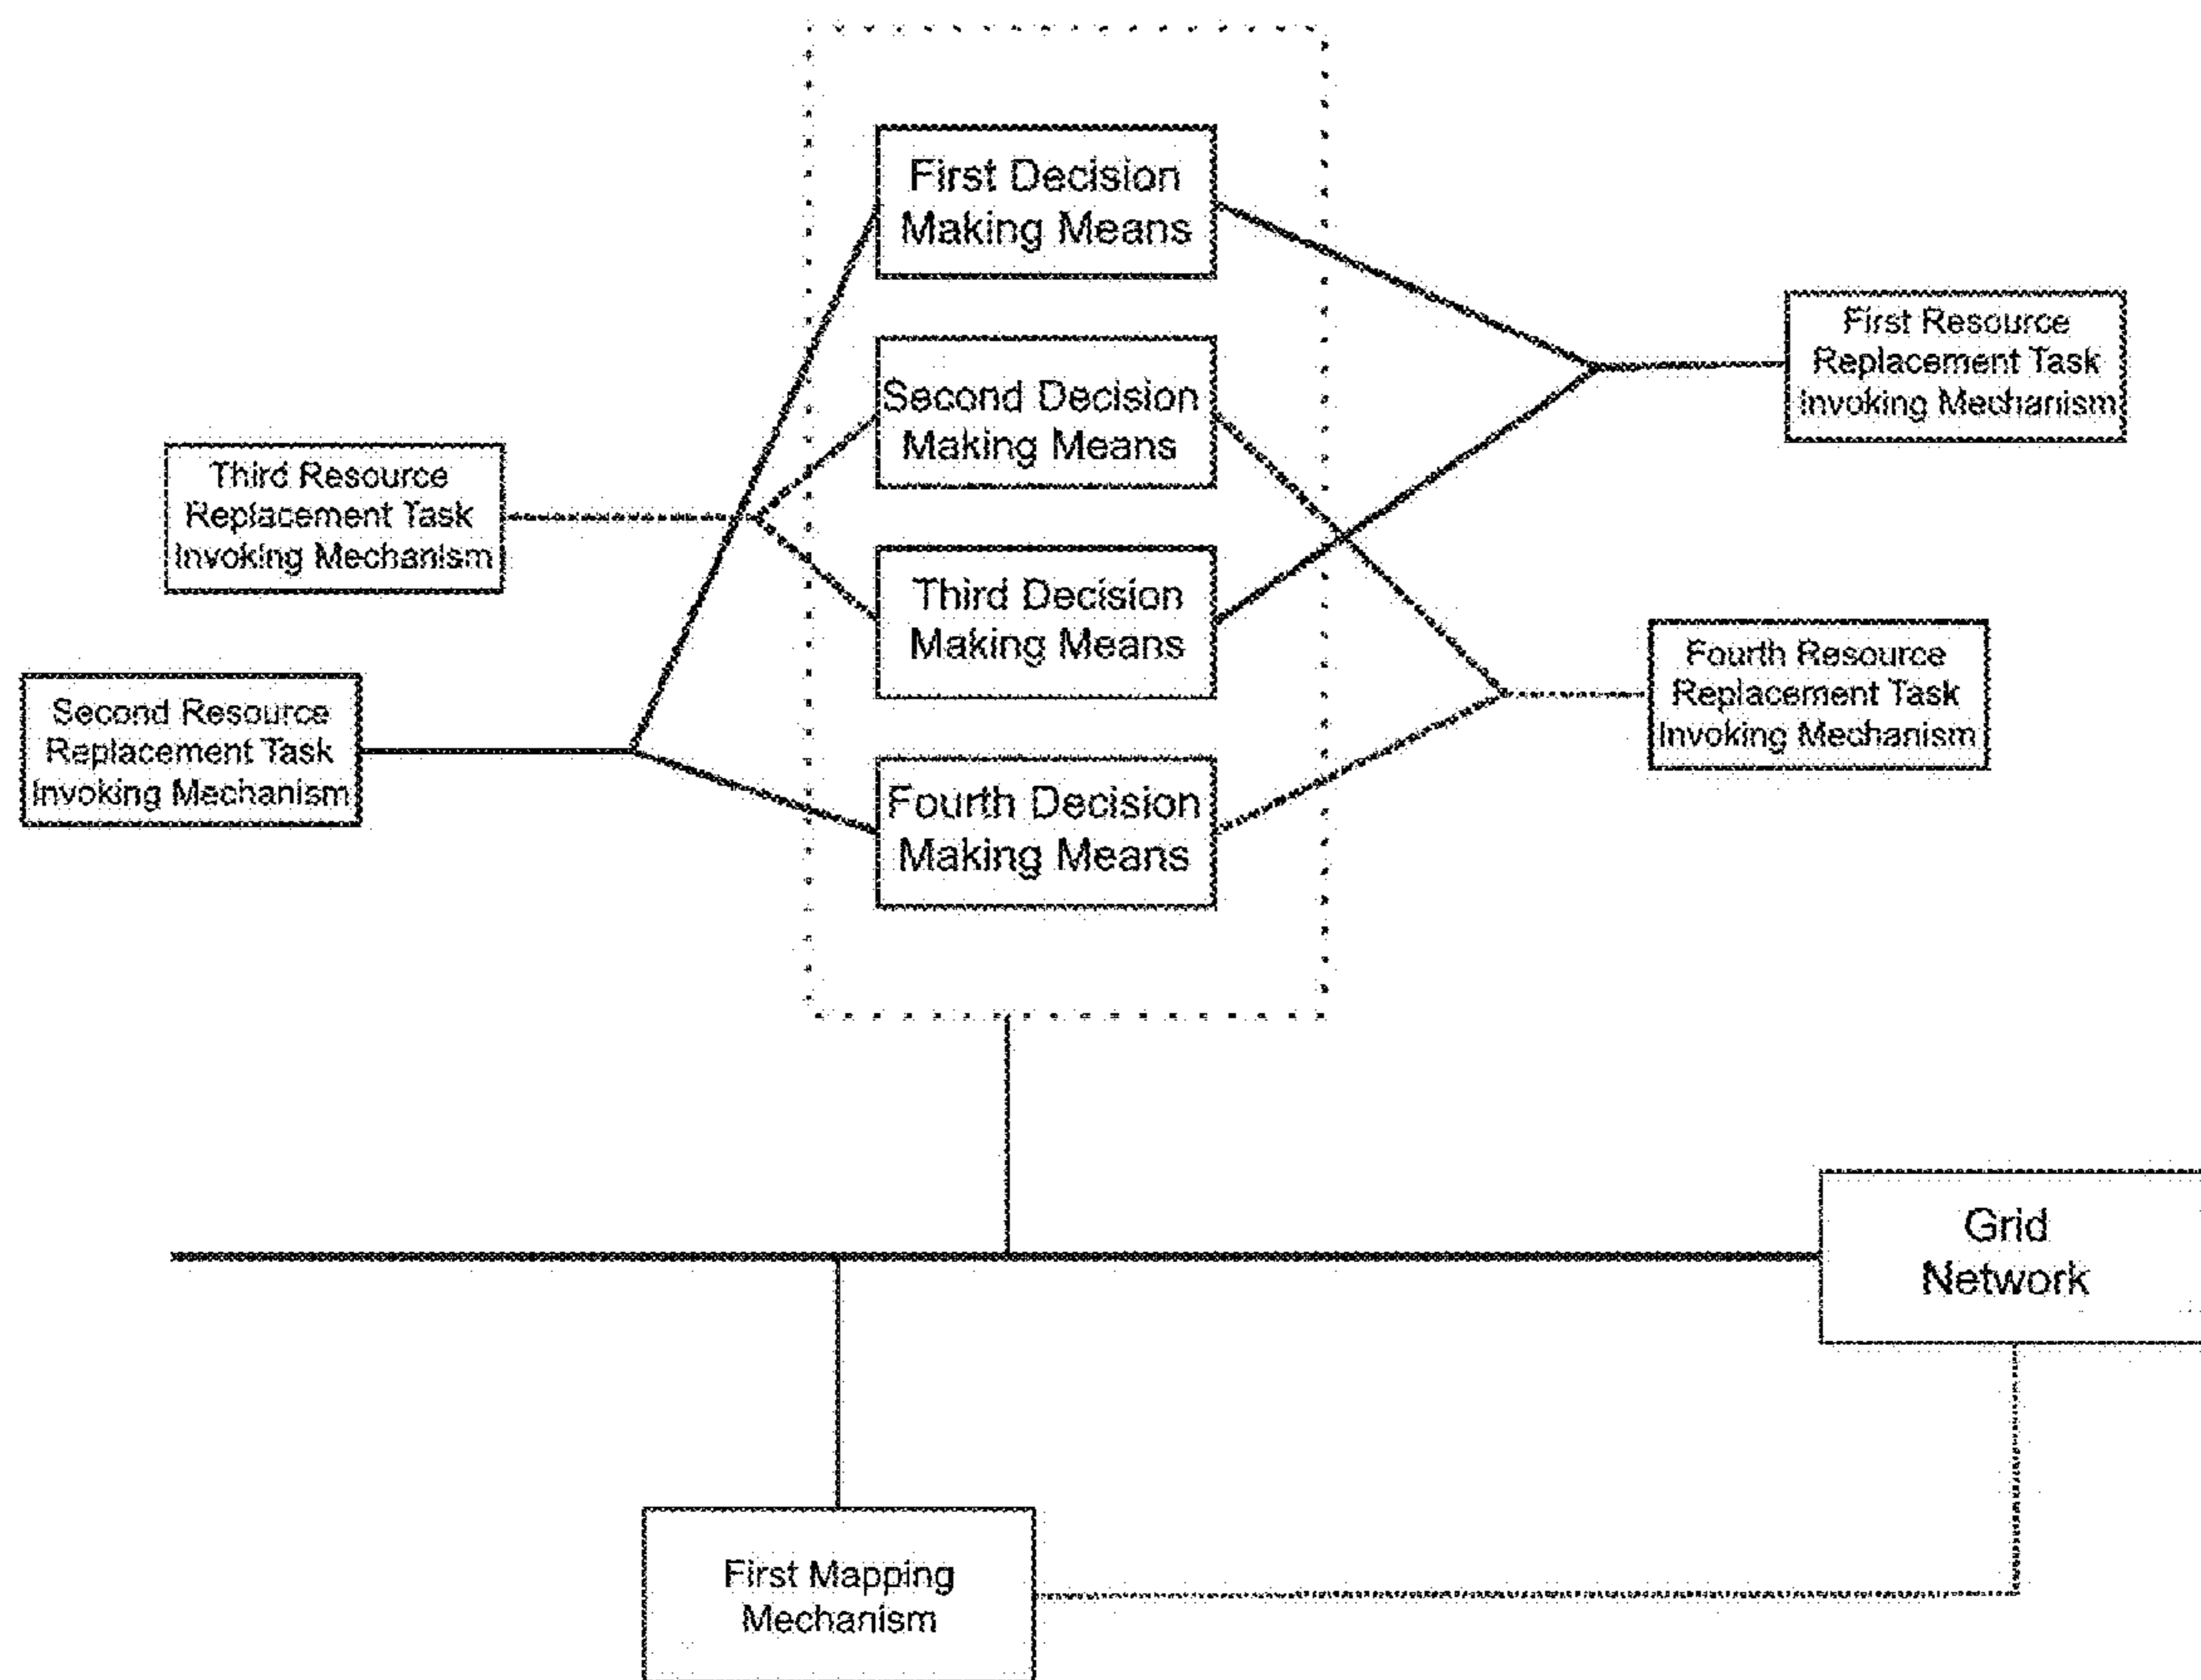 First Decision
Making Means
Second Decision
Making Means
Third Decision
Making Means
Fourth Decision
Making Means
First Resource
Replacement Task
Invoking Mechanism
Third Resource
Replacement Task
Invoking Mechanism
Second Resource
Replacement Task
Invoking Mechanism
Fourth Resource
Replacement Task
Invoking Mechanism
Grid
Network
First Mapping
Mechanism